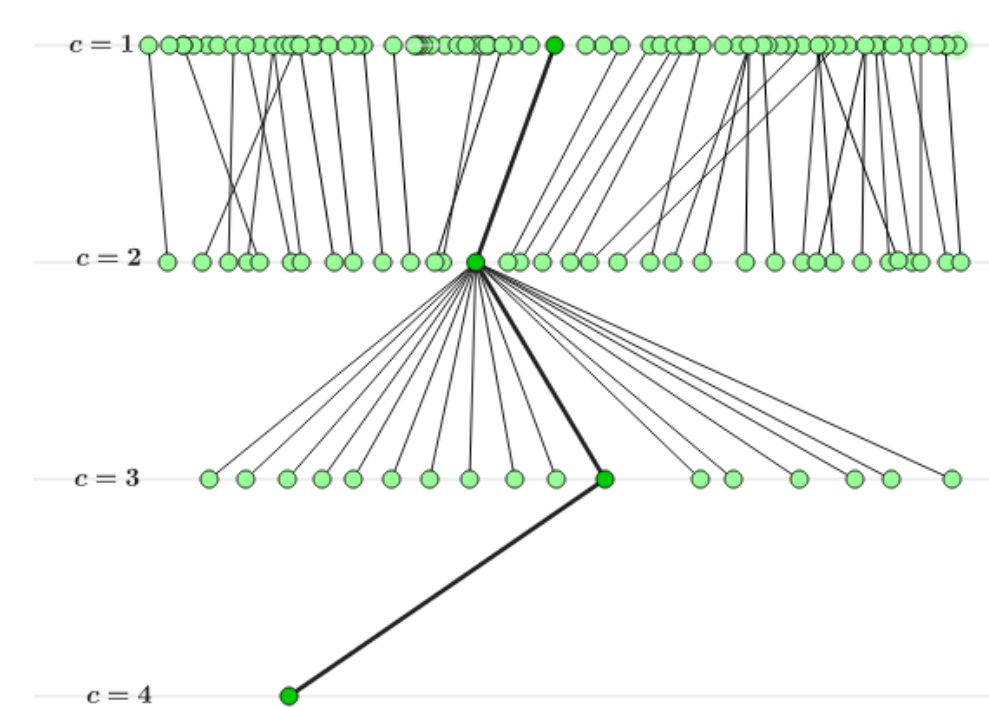 c = 1
c = 2
c = 3
c = 4